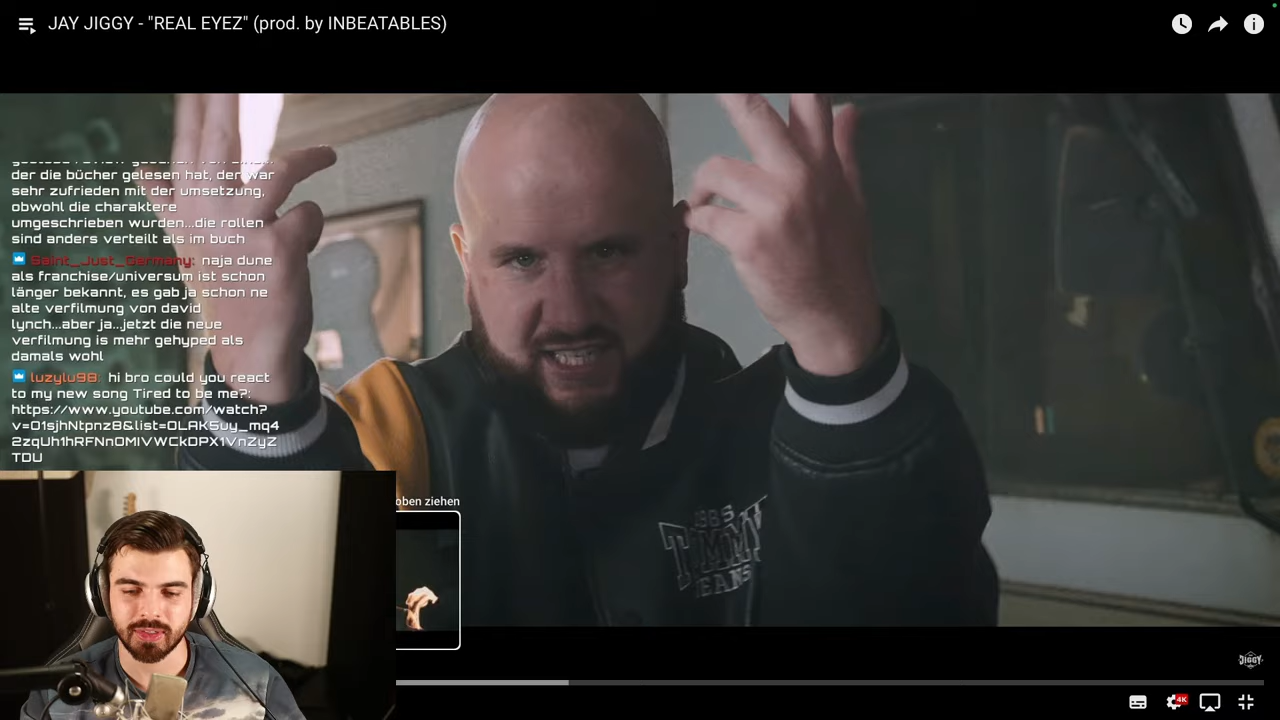 JAY JIGGY - "REAL EYEZ" (prod. by INBEATABLES)
der die bücher gelesen hat, der war
sehr zufrieden mit der umsetzung,
obwohl die charaktere
umgeschrieben wurden...die rollen
sind anders verteilt als im buch
Saint_Just_Germany: naja dune
als franchise/universum ist schon
länger bekannt, es gab ja schon ne
alte verfilmung von david
lynch...aber ja...jetzt die neue
verfilmung is mehr gehyped als
damals wohl
luzylu98: hi bro could you react
to my new song Tired to be me?:
https://www.youtube.com/watch?
v=O1sjhNtpnz8&list=OLAK5uy_mq4
2zqUh1hRFNn0MIVWCkDPX1VnZyZ
TDU
oben ziehen
1985
TOMMY
JEANS
JIGGY
4K